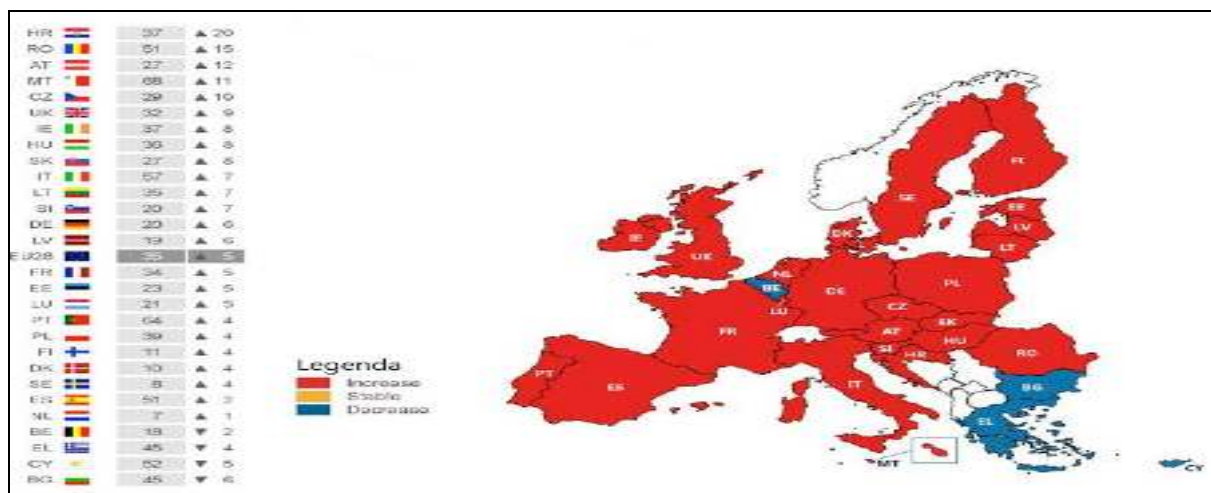 HR 37 ▲ 20
RO 51 ▲ 15
AT 27 ▲ 12
MT 68 ▲ 11
CZ 29 ▲ 10
UK 32 ▲ 9
IE 37 ▲ 8
HU 36 ▲ 8
SK 27 ▲ 8
IT 57 ▲ 7
LT 35 ▲ 7
SI 20 ▲ 7
DE 20 ▲ 6
LV 19 ▲ 6
EU28 35 ▲ 5
FR 34 ▲ 5
EE 23 ▲ 5
LU 21 ▲ 5
PT 64 ▲ 4
PL 39 ▲ 4
FI 11 ▲ 4
DK 10 ▲ 4
SE 8 ▲ 4
ES 51 ▲ 2
NL 7 ▲ 1
BE 18 ▼ 2
EL 45 ▼ 4
CY 52 ▼ 5
BG 45 ▼ 6
Legenda
Increase
Stable
Decrease
FI
SE
EE
LV
LT
DK
IE
UK
NL
BE
DE
PL
LU
CZ
FR
AT
SK
HU
SI
HR
RO
PT
ES
IT
BG
EL
MT
CY